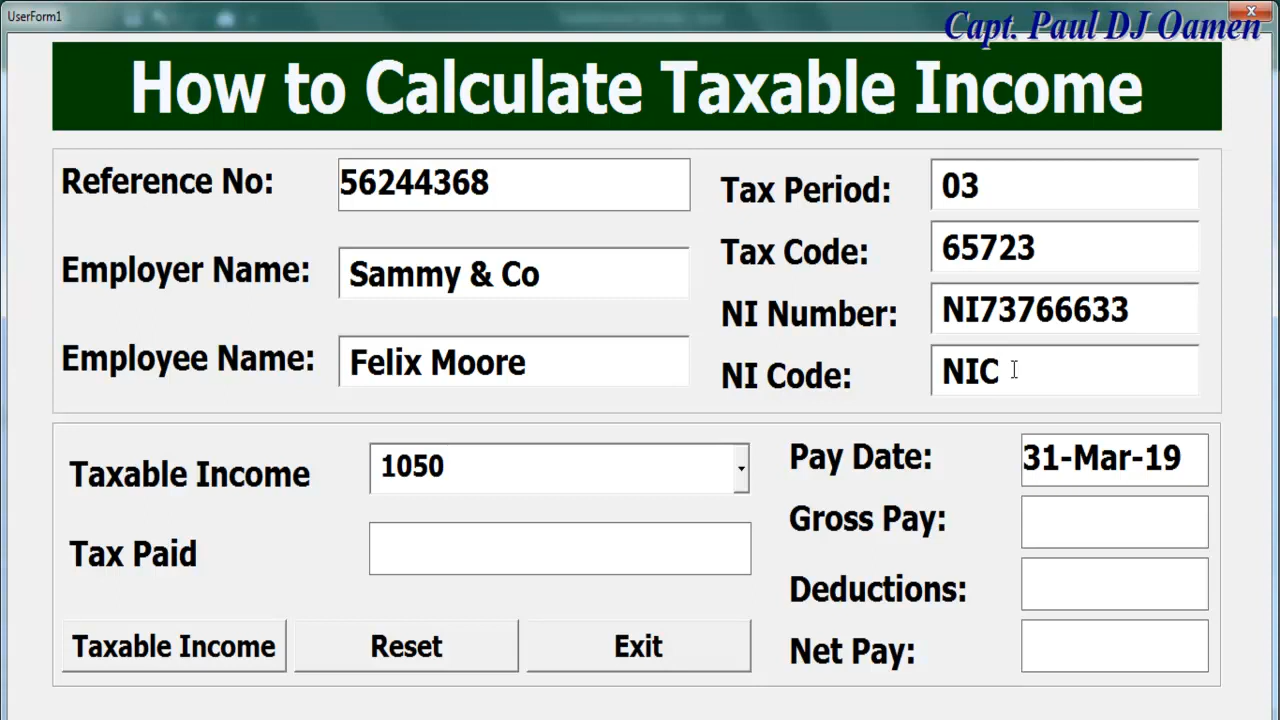 UserForm1
Capt. Paul DJ Oamen
How to Calculate Taxable Income
Reference No: 56244368
Employer Name: Sammy & Co
Employee Name: Felix Moore
Tax Period: 03
Tax Code: 65723
NI Number: NI73766633
NI Code: NIC
Taxable Income 1050
Tax Paid
Taxable Income Reset Exit
Pay Date: 31-Mar-19
Gross Pay:
Deductions:
Net Pay: